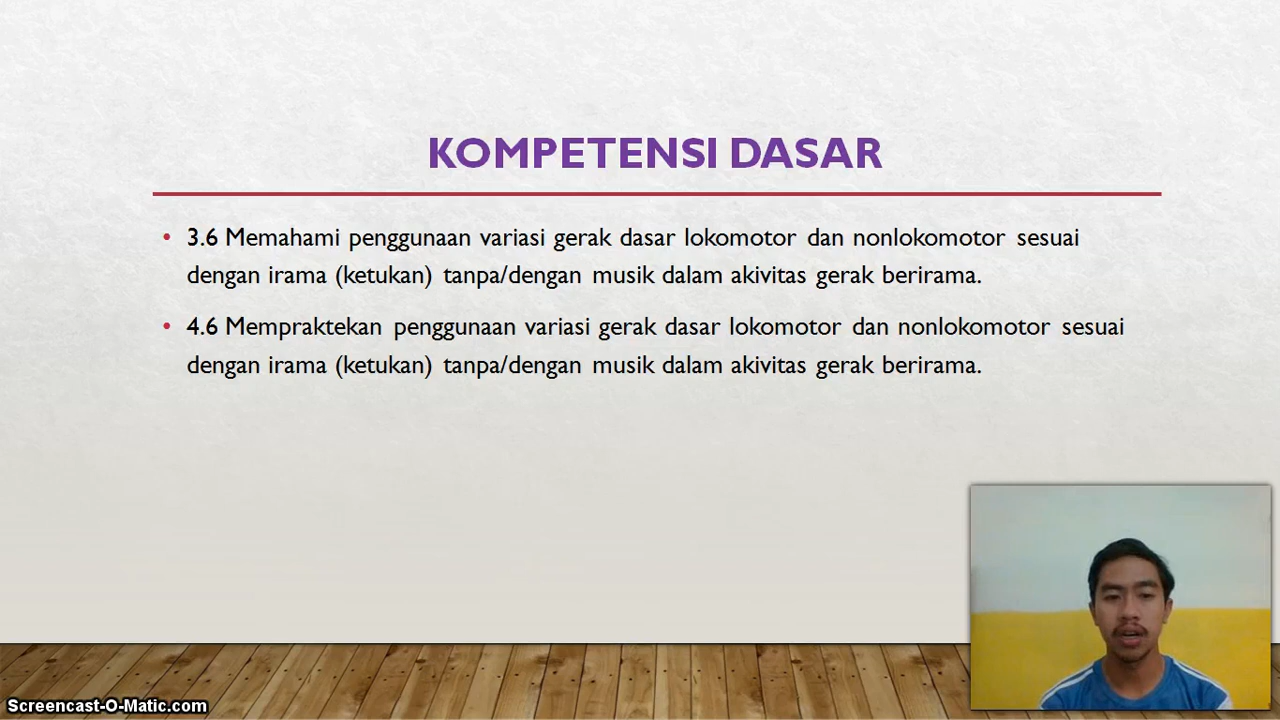 KOMPETENSI DASAR
• 3.6 Memahami penggunaan variasi gerak dasar lokomotor dan nonlokomotor sesuai
dengan irama (ketukan) tanpa/dengan musik dalam akivitas gerak berirama.
• 4.6 Mempraktekan penggunaan variasi gerak dasar lokomotor dan nonlokomotor sesuai
dengan irama (ketukan) tanpa/dengan musik dalam akivitas gerak berirama.
Screencast-O-Matic.com